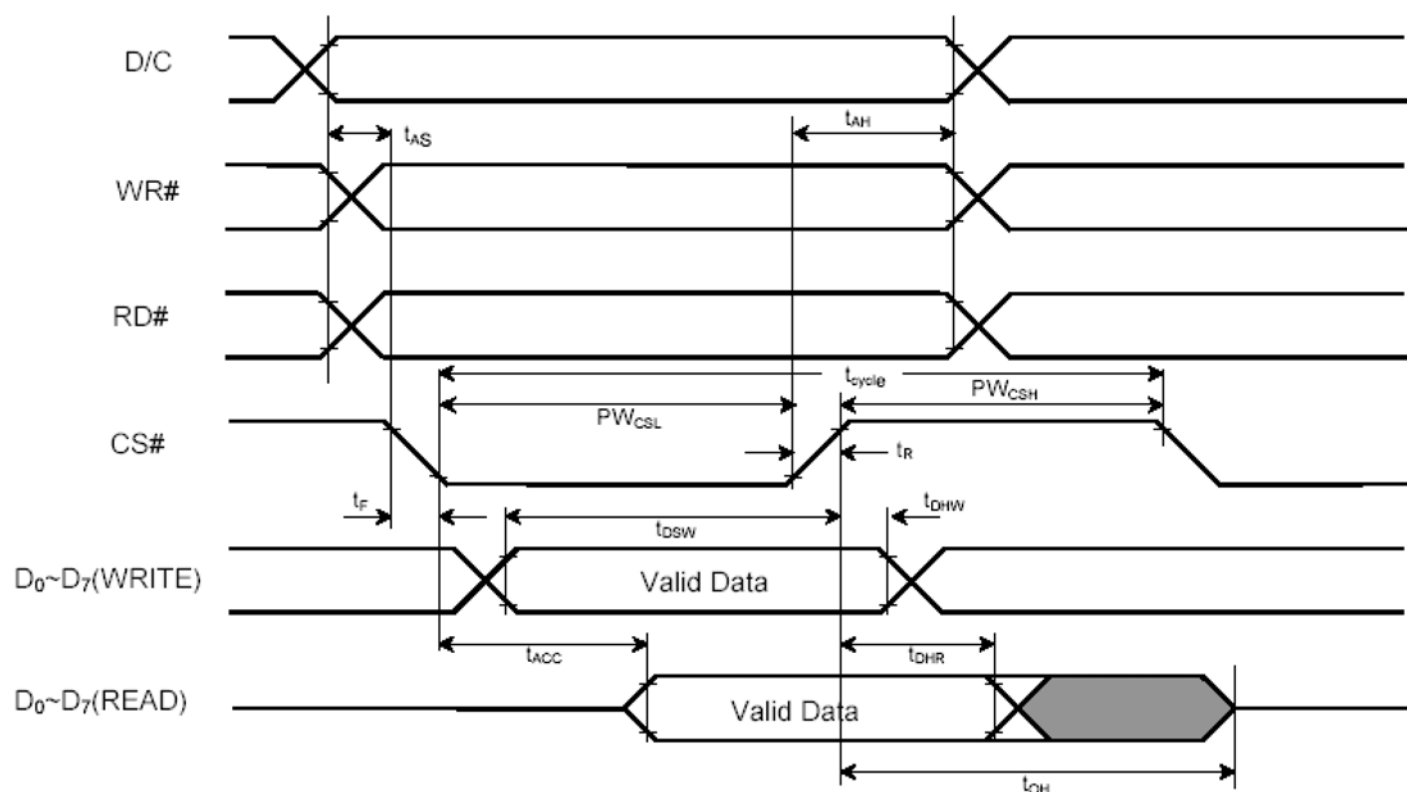 D/C
tAS
tAH
WR#
RD#
tcycle
PWCSH
PWCSL
CS#
tR
tF
tDSW
tDHW
D0~D7(WRITE)
Valid Data
tACC
tDHR
D0~D7(READ)
Valid Data
tOH